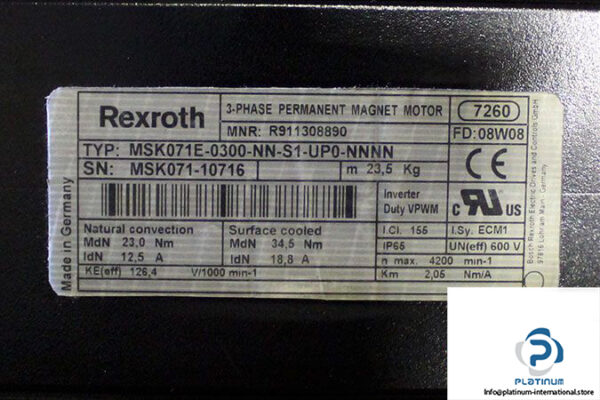 Rexroth
3-PHASE PERMANENT MAGNET MOTOR
7260
MNR: R911308890
FD: 08W08
TYP: MSK071E-0300-NN-S1-UP0-NNNN
SN: MSK071-10716
m 23,5 Kg
CE
Inverter
Duty VPWM
c RU US
Natural convection
MdN 23,0 Nm
IdN 12,5 A
Surface cooled
MdN 34,5 Nm
IdN 18,8 A
I.Cl. 155
I.Sy. ECM1
IP65
UN(eff) 600 V
n max. 4200 min-1
KE(eff) 126,4 V/1000 min-1
Km 2,05 Nm/A
Made in Germany
Bosch Rexroth Electric Drives and Controls GmbH
97816 Lohr am Main - Germany
PLATINUM
Info@platinum-international.store